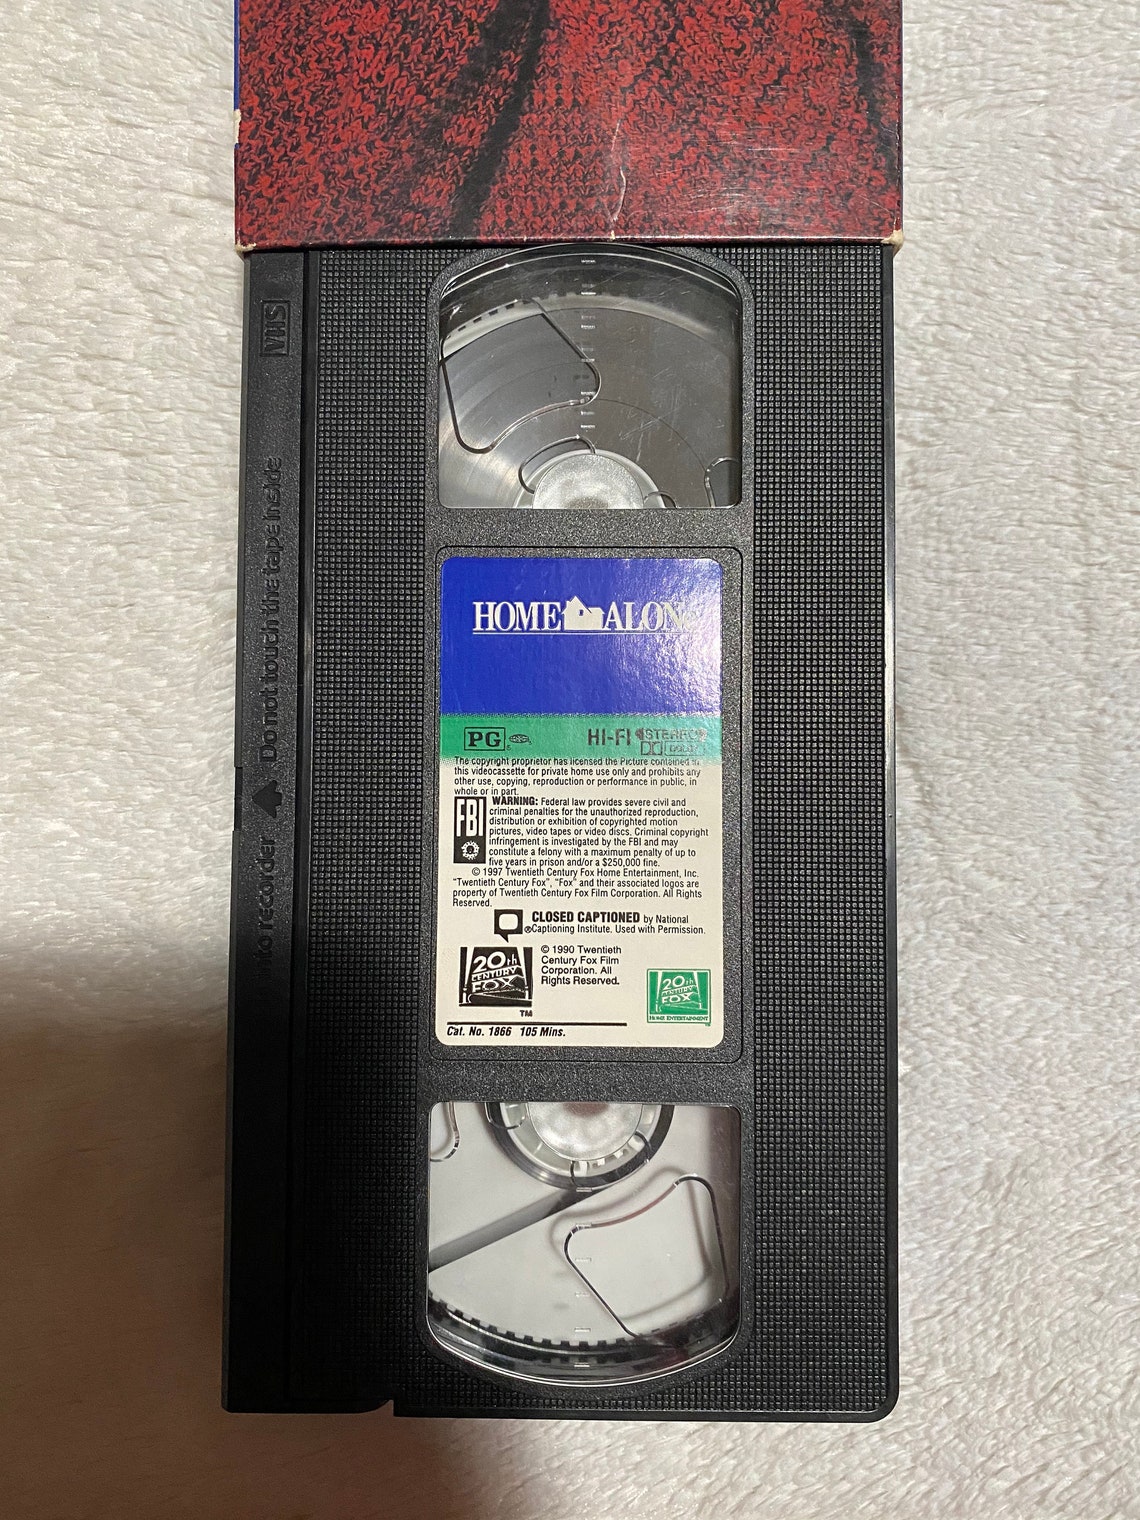 VHS
Do not touch the tape inside
into recorder
HOME ALONE
PG
HI-FI STEREO
DOLBY
The copyright proprietor has licensed the Picture contained in
this videocassette for private home use only and prohibits any
other use, copying, reproduction or performance in public, in
whole or in part.
FBI
WARNING: Federal law provides severe civil and
criminal penalties for the unauthorized reproduction,
distribution or exhibition of copyrighted motion
pictures, video tapes or video discs. Criminal copyright
infringement is investigated by the FBI and may
constitute a felony with a maximum penalty of up to
five years in prison and/or a $250,000 fine.
© 1997 Twentieth Century Fox Home Entertainment, Inc.
"Twentieth Century Fox", "Fox" and their associated logos are
property of Twentieth Century Fox Film Corporation. All Rights
Reserved.
CLOSED CAPTIONED by National
®Captioning Institute. Used with Permission.
20th
CENTURY
FOX
TM
© 1990 Twentieth
Century Fox Film
Corporation. All
Rights Reserved.
20th
CENTURY
FOX
HOME ENTERTAINMENT
Cat. No. 1866 105 Mins.